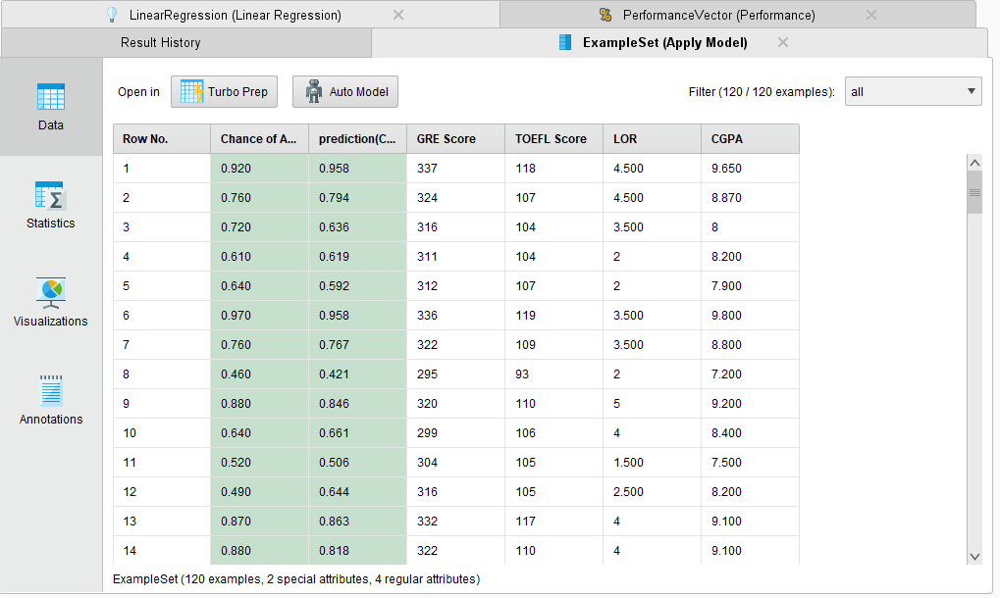 LinearRegression (Linear Regression) PerformanceVector (Performance)
Result History ExampleSet (Apply Model)
Data
Statistics
Visualizations
Annotations
Open in Turbo Prep Auto Model Filter (120 / 120 examples): all
Row No. Chance of A... prediction(C... GRE Score TOEFL Score LOR CGPA
1 0.920 0.958 337 118 4.500 9.650
2 0.760 0.794 324 107 4.500 8.870
3 0.720 0.636 316 104 3.500 8
4 0.610 0.619 311 104 2 8.200
5 0.640 0.592 312 107 2 7.900
6 0.970 0.958 336 119 3.500 9.800
7 0.760 0.767 322 109 3.500 8.800
8 0.460 0.421 295 93 2 7.200
9 0.880 0.846 320 110 5 9.200
10 0.640 0.661 299 106 4 8.400
11 0.520 0.506 304 105 1.500 7.500
12 0.490 0.644 316 105 2.500 8.200
13 0.870 0.863 332 117 4 9.100
14 0.880 0.818 322 110 4 9.100
ExampleSet (120 examples, 2 special attributes, 4 regular attributes)